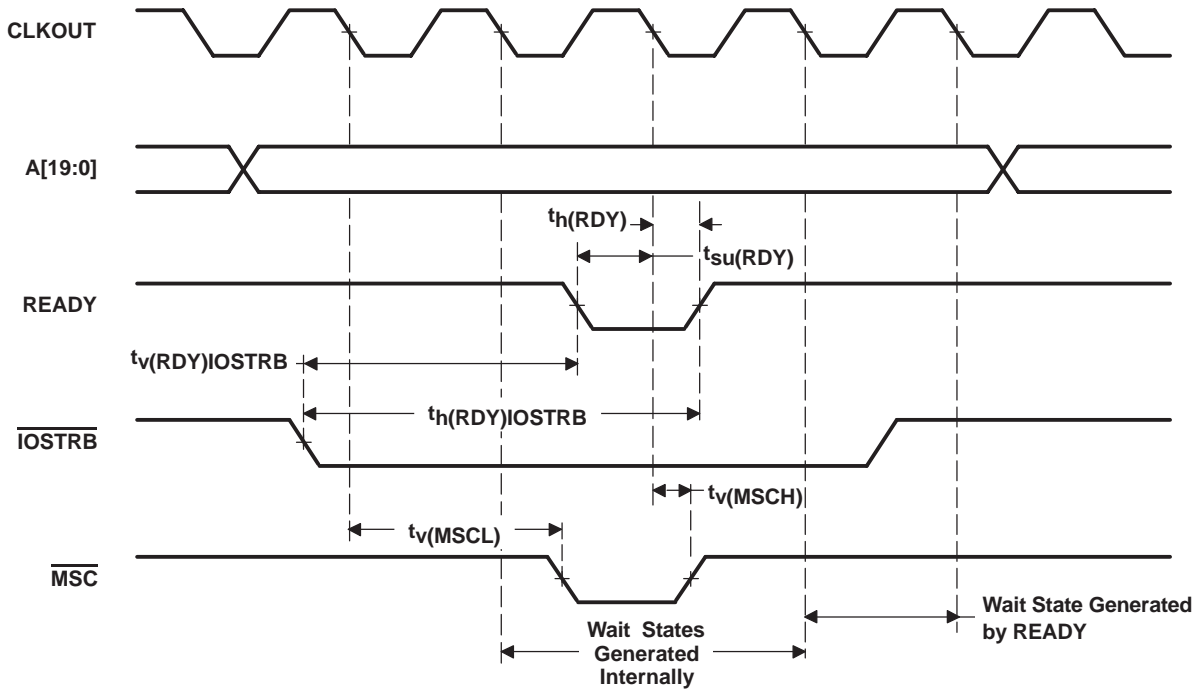 CLKOUT
A[19:0]
th(RDY)
tsu(RDY)
READY
tv(RDY)IOSTRB
th(RDY)IOSTRB
IOSTRB
tv(MSCH)
tv(MSCL)
MSC
Wait States
Generated
Internally
Wait State Generated
by READY